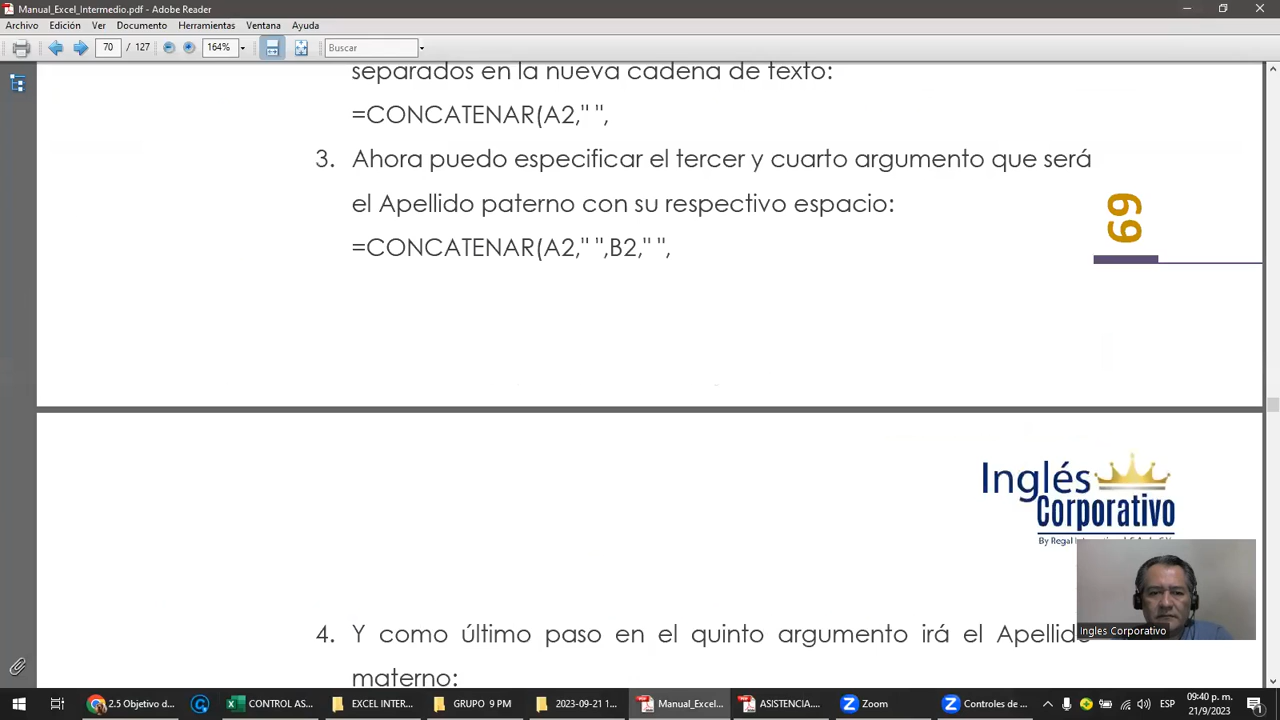 Manual_Excel_Intermedio.pdf - Adobe Reader
Archivo Edición Ver Documento Herramientas Ventana Ayuda
70 / 127 164% Buscar
separados en la nueva cadena de texto:
=CONCATENAR(A2," ",
3. Ahora puedo especificar el tercer y cuarto argumento que será
el Apellido paterno con su respectivo espacio:
=CONCATENAR(A2," ",B2," ",
69
Inglés
Corporativo
4. Y como último paso en el quinto argumento irá el Apellido
materno:
Ingles Corporativo
2.5 Objetivo d... CONTROL AS... EXCEL INTER... GRUPO 9 PM 2023-09-21 1... Manual_Excel... ASISTENCIA.... Zoom Controles de ... ESP 09:40 p. m.
21/9/2023